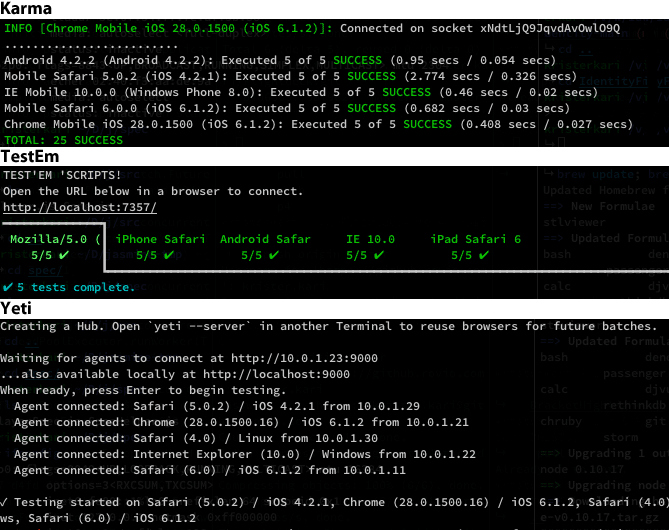 Karma
INFO [Chrome Mobile iOS 28.0.1500 (iOS 6.1.2)]: Connected on socket xNdtLjQ9JqvdAvOwlO9Q
.........................
Android 4.2.2 (Android 4.2.2): Executed 5 of 5 SUCCESS (0.95 secs / 0.054 secs)
Mobile Safari 5.0.2 (iOS 4.2.1): Executed 5 of 5 SUCCESS (2.774 secs / 0.326 secs)
IE Mobile 10.0.0 (Windows Phone 8.0): Executed 5 of 5 SUCCESS (0.46 secs / 0.02 secs)
Mobile Safari 6.0.0 (iOS 6.1.2): Executed 5 of 5 SUCCESS (0.682 secs / 0.03 secs)
Chrome Mobile iOS 28.0.1500 (iOS 6.1.2): Executed 5 of 5 SUCCESS (0.408 secs / 0.027 secs)
TOTAL: 25 SUCCESS
TestEm
TEST'EM 'SCRIPTS!
Open the URL below in a browser to connect.
http://localhost:7357/
Mozilla/5.0 ( iPhone Safari Android Safar IE 10.0 iPad Safari 6
5/5 ✔ 5/5 ✔ 5/5 ✔ 5/5 ✔ 5/5 ✔
✔ 5 tests complete.
Yeti
Creating a Hub. Open `yeti --server` in another Terminal to reuse browsers for future batches.
Waiting for agents to connect at http://10.0.1.23:9000
...also available locally at http://localhost:9000
When ready, press Enter to begin testing.
Agent connected: Safari (5.0.2) / iOS 4.2.1 from 10.0.1.29
Agent connected: Chrome (28.0.1500.16) / iOS 6.1.2 from 10.0.1.21
Agent connected: Safari (4.0) / Linux from 10.0.1.30
Agent connected: Internet Explorer (10.0) / Windows from 10.0.1.22
Agent connected: Safari (6.0) / iOS 6.1.2 from 10.0.1.11
✓ Testing started on Safari (5.0.2) / iOS 4.2.1, Chrome (28.0.1500.16) / iOS 6.1.2, Safari (4.0)
ws, Safari (6.0) / iOS 6.1.2